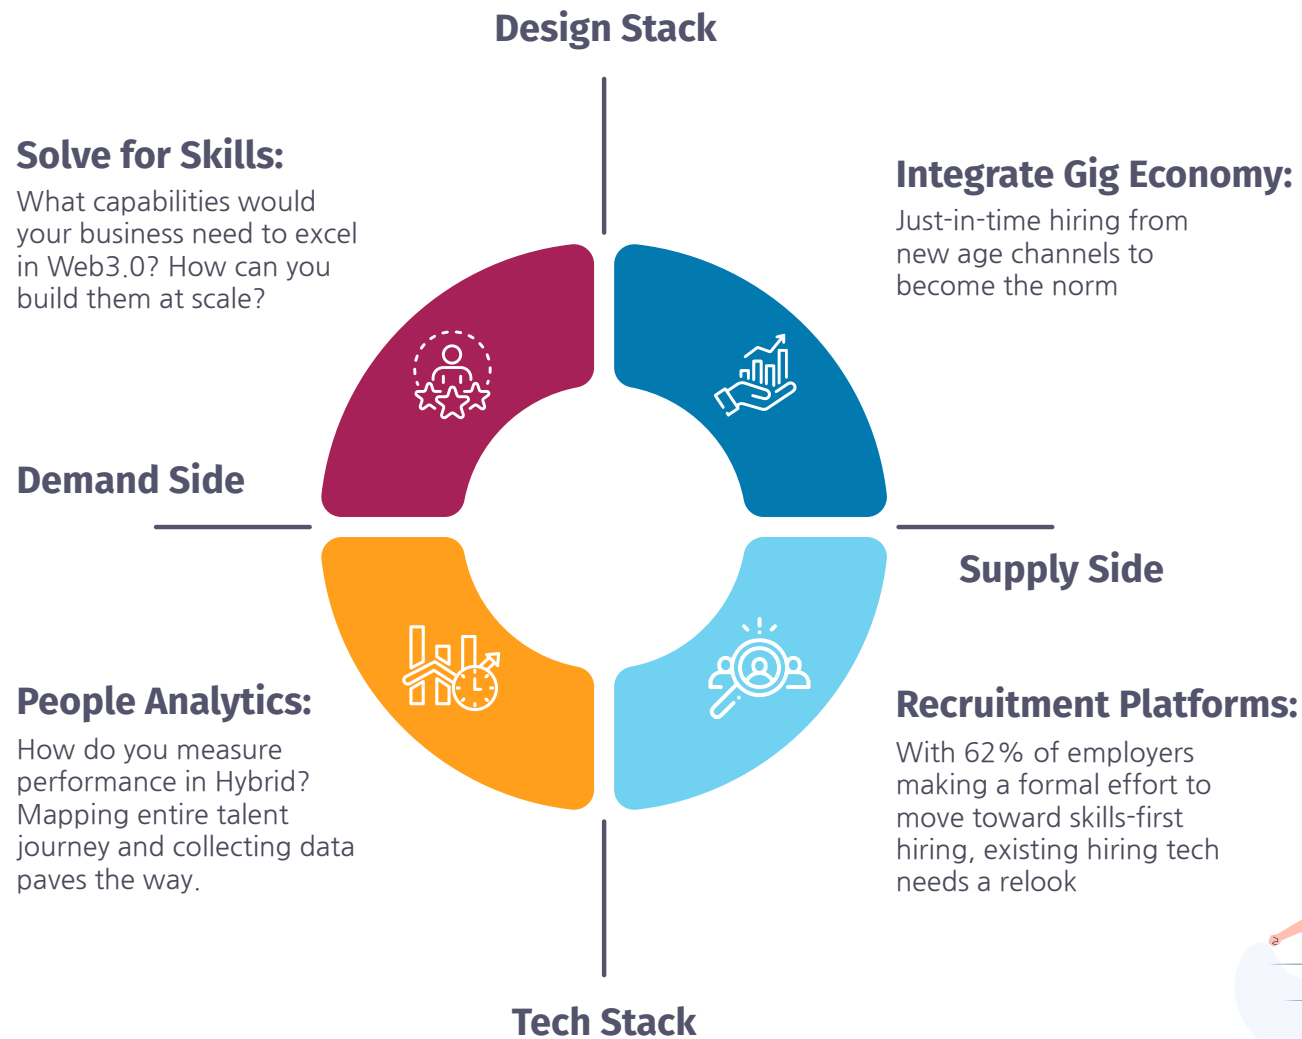 Design Stack
Solve for Skills:
What capabilities would
your business need to excel
in Web3.0? How can you
build them at scale?
Integrate Gig Economy:
Just-in-time hiring from
new age channels to
become the norm
Demand Side
Supply Side
People Analytics:
How do you measure
performance in Hybrid?
Mapping entire talent
journey and collecting data
paves the way.
Recruitment Platforms:
With 62% of employers
making a formal effort to
move toward skills-first
hiring, existing hiring tech
needs a relook
Tech Stack